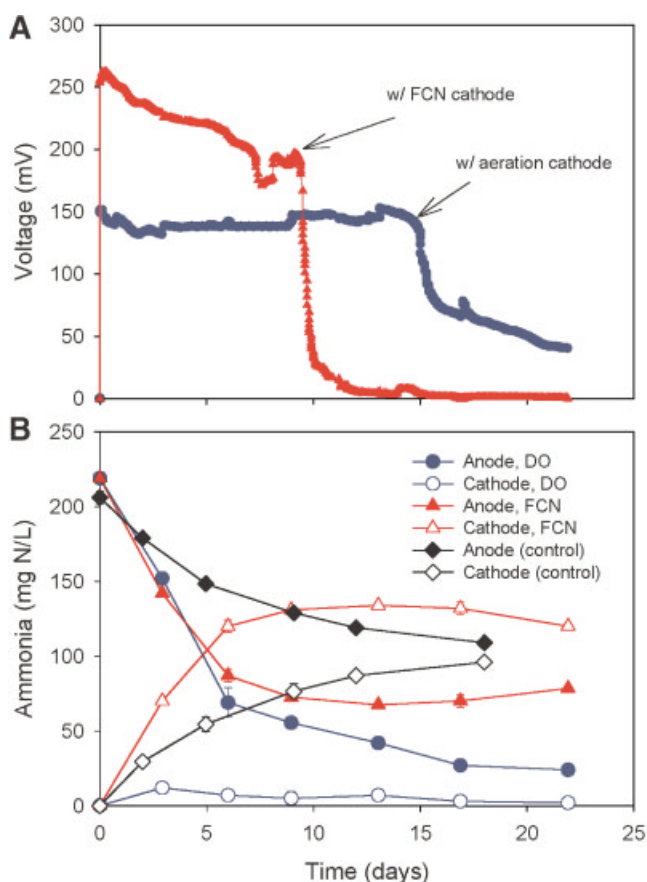 A
300
250
200
150
100
50
0
Voltage (mV)
w/ FCN cathode
w/ aeration cathode
B
250
200
150
100
50
0
Ammonia (mg N/L)
Anode, DO
Cathode, DO
Anode, FCN
Cathode, FCN
Anode (control)
Cathode (control)
0 5 10 15 20 25
Time (days)